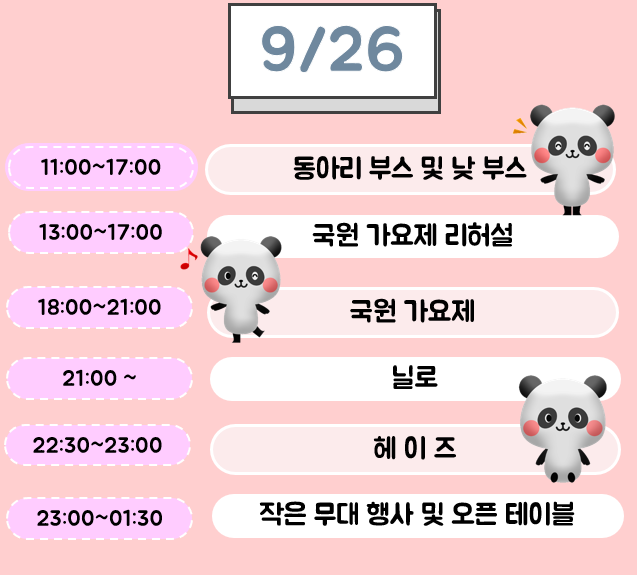 9/26
11:00~17:00 동아리 부스 및 낮 부스
13:00~17:00 국원 가요제 리허설
18:00~21:00 국원 가요제
21:00 ~ 닐로
22:30~23:00 헤 이 즈
23:00~01:30 작은 무대 행사 및 오픈 테이블